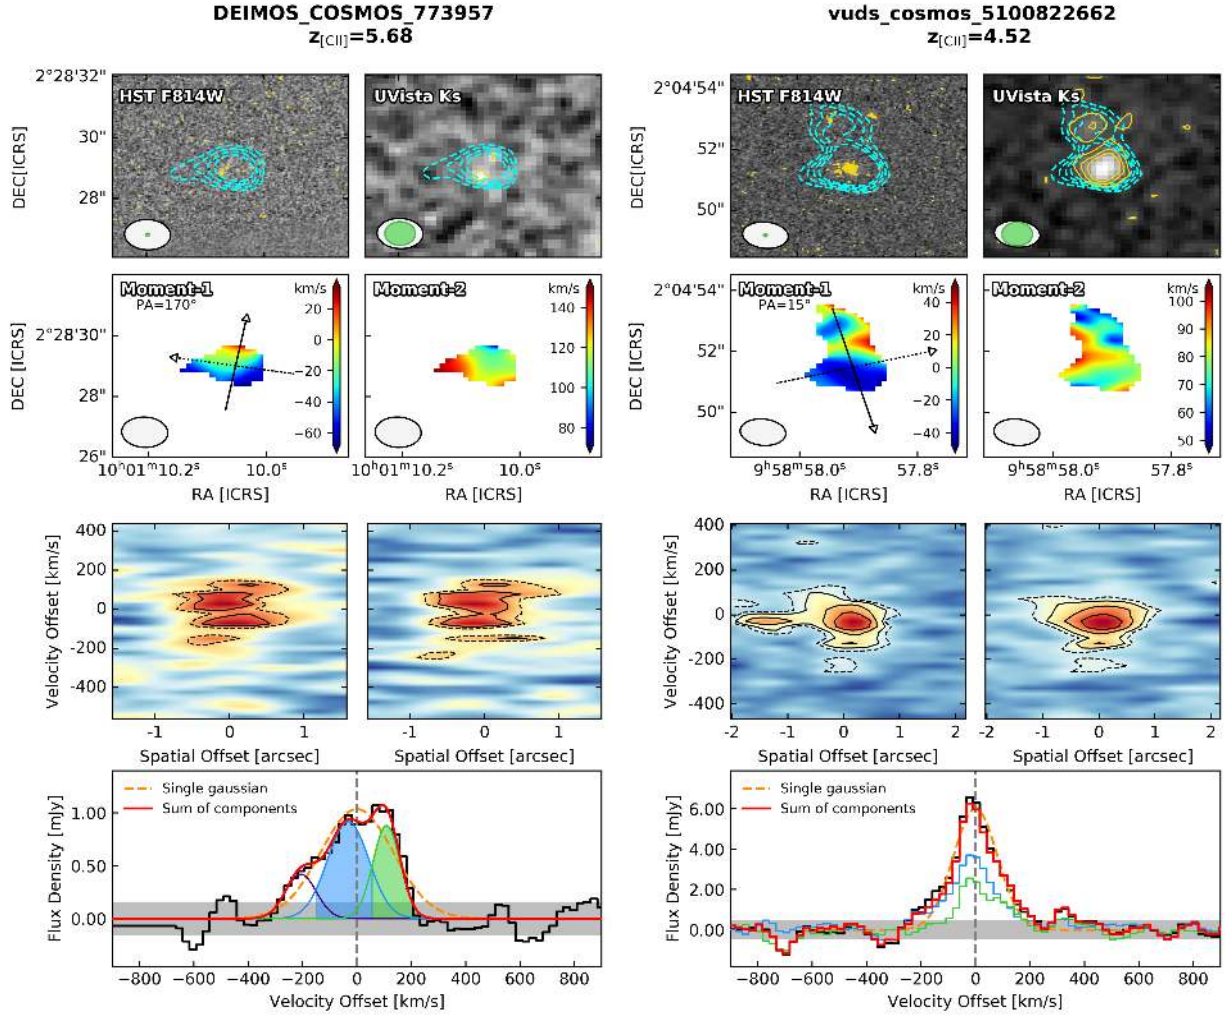 DEIMOS_COSMOS_773957
z[CII]=5.68
HST F814W
UVista Ks
2°28'32"
30"
28"
DEC[ICRS]
Moment-1
PA=170°
km/s
20
0
−20
−40
−60
Moment-2
km/s
140
120
100
80
2°28'30"
28"
26"
DEC [ICRS]
10ʰ01ᵐ10.2ˢ
10.0ˢ
10ʰ01ᵐ10.2ˢ
10.0ˢ
RA [ICRS]
RA [ICRS]
400
200
0
-200
-400
Velocity Offset [km/s]
-1
0
1
-1
0
1
Spatial Offset [arcsec]
Spatial Offset [arcsec]
Single gaussian
Sum of components
1.00
0.50
0.00
Flux Density [mJy]
−800
−600
−400
−200
0
200
400
600
800
Velocity Offset [km/s]
vuds_cosmos_5100822662
z[CII]=4.52
HST F814W
UVista Ks
2°04'54"
52"
50"
DEC[ICRS]
Moment-1
PA=15°
km/s
40
20
0
−20
−40
Moment-2
km/s
100
90
80
70
60
50
2°04'54"
52"
50"
DEC [ICRS]
9ʰ58ᵐ58.0ˢ
57.8ˢ
9ʰ58ᵐ58.0ˢ
57.8ˢ
RA [ICRS]
RA [ICRS]
400
200
0
-200
-400
Velocity Offset [km/s]
-2
-1
0
1
2
-2
-1
0
1
2
Spatial Offset [arcsec]
Spatial Offset [arcsec]
Single gaussian
Sum of components
6.00
4.00
2.00
0.00
Flux Density [mJy]
−800
−600
−400
−200
0
200
400
600
800
Velocity Offset [km/s]